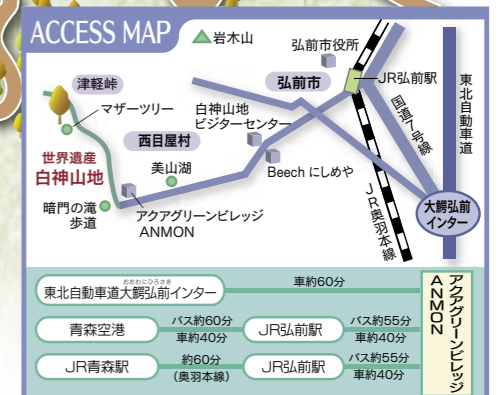 ACCESS MAP
岩木山
弘前市役所
津軽峠
弘前市
JR弘前駅
マザーツリー
白神山地
ビジターセンター
国道7号線
東北自動車道
西目屋村
世界遺産
白神山地
美山湖
Beech にしめや
JR奥羽本線
暗門の滝
歩道
アクアグリーンビレッジ
ANMON
大鰐弘前
インター
おおわにひろさき
東北自動車道大鰐弘前インター
車約60分
青森空港
バス約60分
車約40分
JR弘前駅
バス約55分
車約40分
JR青森駅
約60分
(奥羽本線)
JR弘前駅
バス約55分
車約40分
アクアグリーンビレッジ
ANMON